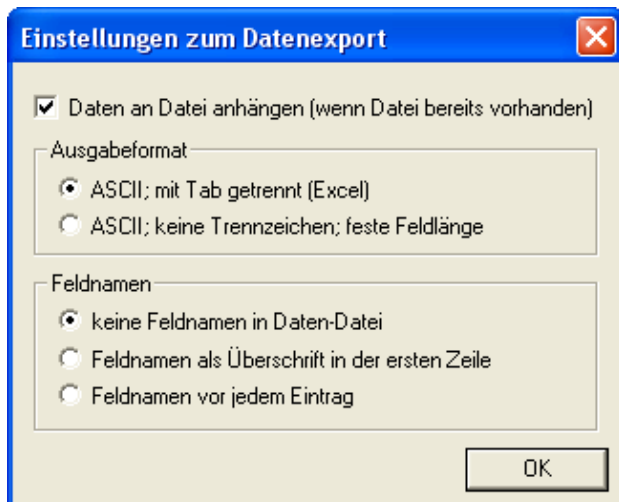 Einstellungen zum Datenexport
Daten an Datei anhängen (wenn Datei bereits vorhanden)
Ausgabeformat
ASCII; mit Tab getrennt (Excel)
ASCII; keine Trennzeichen; feste Feldlänge
Feldnamen
keine Feldnamen in Daten-Datei
Feldnamen als Überschrift in der ersten Zeile
Feldnamen vor jedem Eintrag
OK